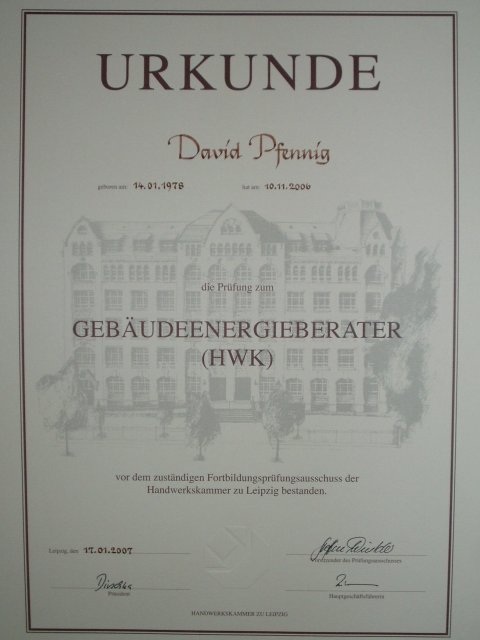 URKUNDE
David Pfennig
geboren am: 14.01.1978 hat am: 10.11.2006
die Prüfung zum
GEBÄUDEENERGIEBERATER
(HWK)
vor dem zuständigen Fortbildungsprüfungsausschuss der
Handwerkskammer zu Leipzig bestanden.
Leipzig, den 17.01.2007
Vorsitzender des Prüfungsausschusses
Präsident
Hauptgeschäftsführerin
HANDWERKSKAMMER ZU LEIPZIG